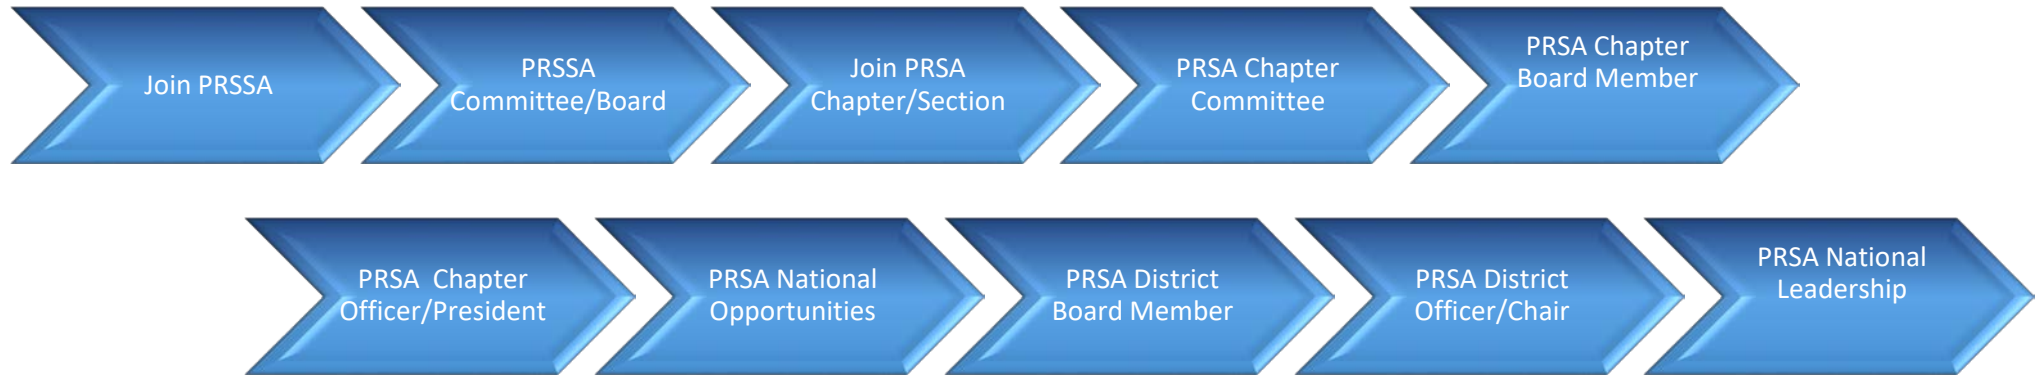 Join PRSSA
PRSSA
Committee/Board
Join PRSA
Chapter/Section
PRSA Chapter
Committee
PRSA Chapter
Board Member
PRSA  Chapter
Officer/President
PRSA National
Opportunities
PRSA District
Board Member
PRSA District
Officer/Chair
PRSA National
Leadership